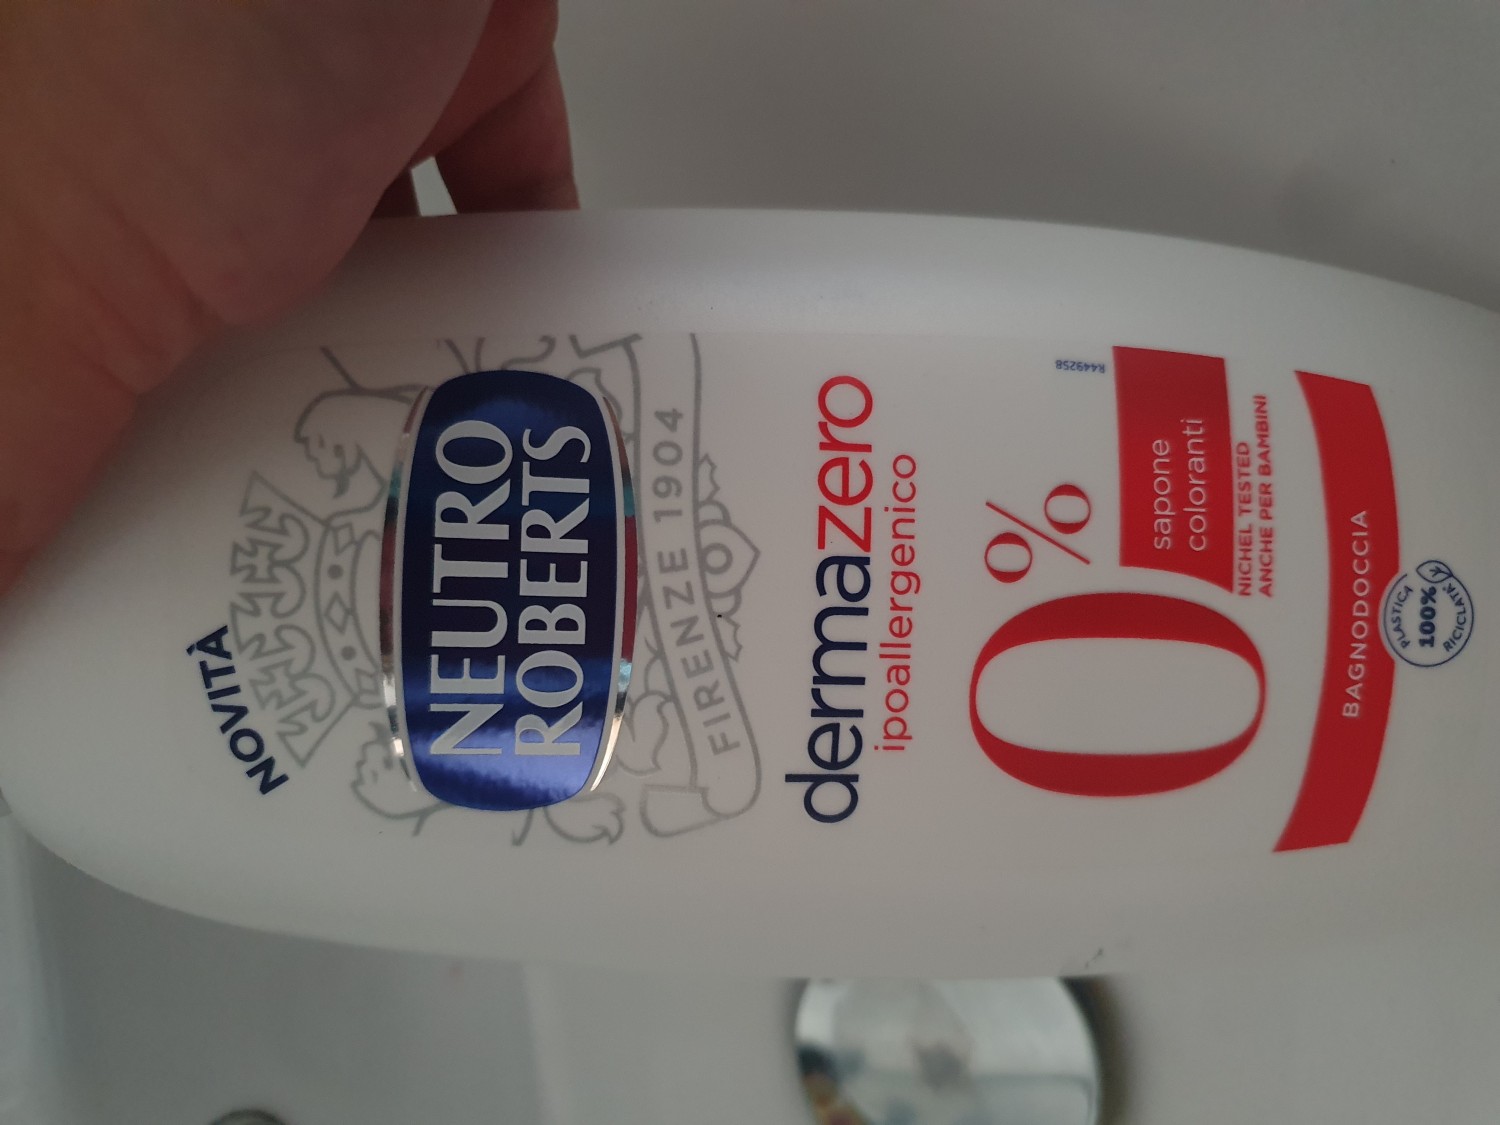 NOVITÀ
NEUTRO
ROBERTS
FIRENZE 1904
dermazero
ipoallergenico
R449258
0%
sapone
coloranti
NICHEL TESTED
ANCHE PER BAMBINI
BAGNODOCCIA
PLASTICA
100%
RICICLATA*